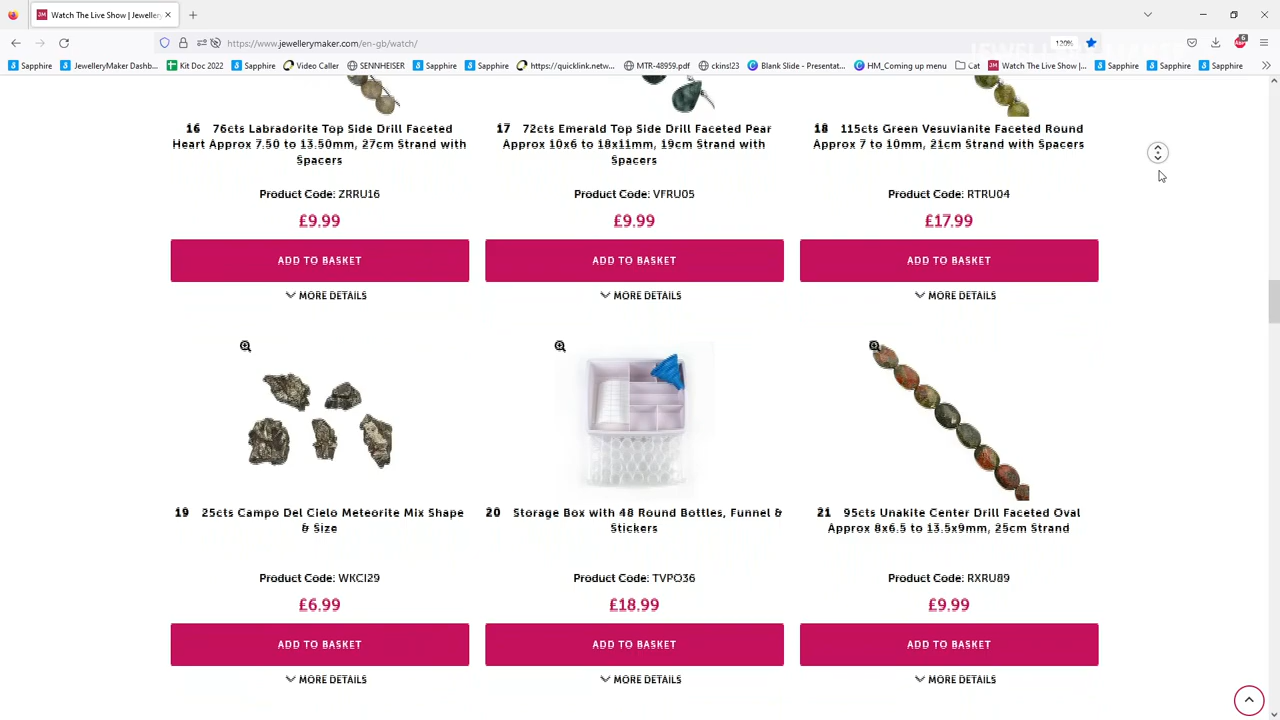 Watch The Live Show | Jeweller
https://www.jewellerymaker.com/en-gb/watch/
120%
6
Sapphire
JewelleryMaker Dashb...
Kit Doc 2022
Sapphire
Video Caller
SENNHEISER
Sapphire
Sapphire
https://quicklink.netw...
MTR-48959.pdf
ckins!23
Blank Slide - Presentat...
HM_Coming up menu
Cat
Watch The Live Show |...
Sapphire
Sapphire
Sapphire
16 76cts Labradorite Top Side Drill Faceted
Heart Approx 7.50 to 13.50mm, 27cm Strand with
Spacers
Product Code: ZRRU16
£9.99
ADD TO BASKET
MORE DETAILS
17 72cts Emerald Top Side Drill Faceted Pear
Approx 10x6 to 18x11mm, 19cm Strand with
Spacers
Product Code: VFRU05
£9.99
ADD TO BASKET
MORE DETAILS
18 115cts Green Vesuvianite Faceted Round
Approx 7 to 10mm, 21cm Strand with Spacers
Product Code: RTRU04
£17.99
ADD TO BASKET
MORE DETAILS
19 25cts Campo Del Cielo Meteorite Mix Shape
& Size
Product Code: WKCI29
£6.99
ADD TO BASKET
MORE DETAILS
20 Storage Box with 48 Round Bottles, Funnel &
Stickers
Product Code: TVPO36
£18.99
ADD TO BASKET
MORE DETAILS
21 95cts Unakite Center Drill Faceted Oval
Approx 8x6.5 to 13.5x9mm, 25cm Strand
Product Code: RXRU89
£9.99
ADD TO BASKET
MORE DETAILS